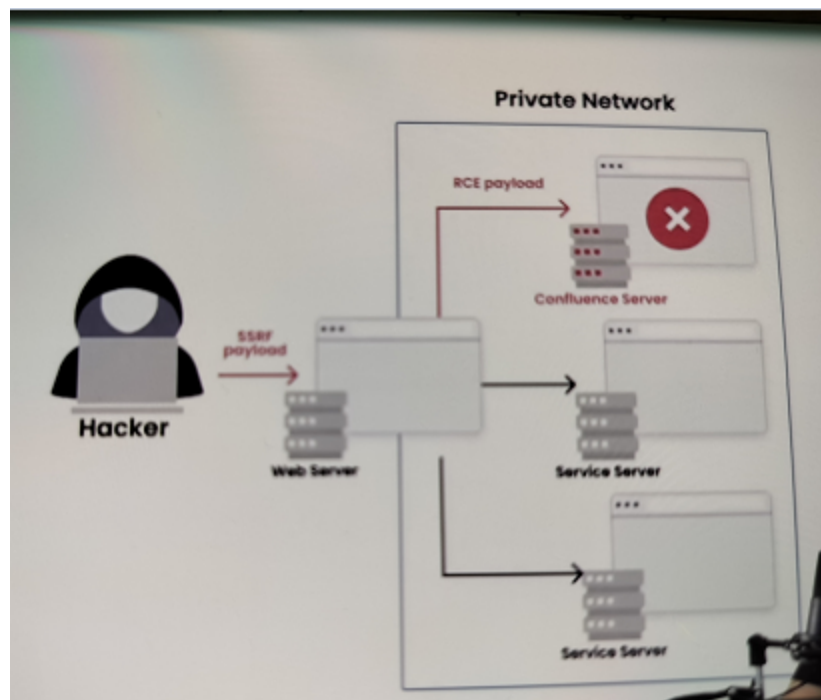 Private Network
RCE payload
Confluence Server
SSRF
payload
Hacker
Web Server
Service Server
Service Server